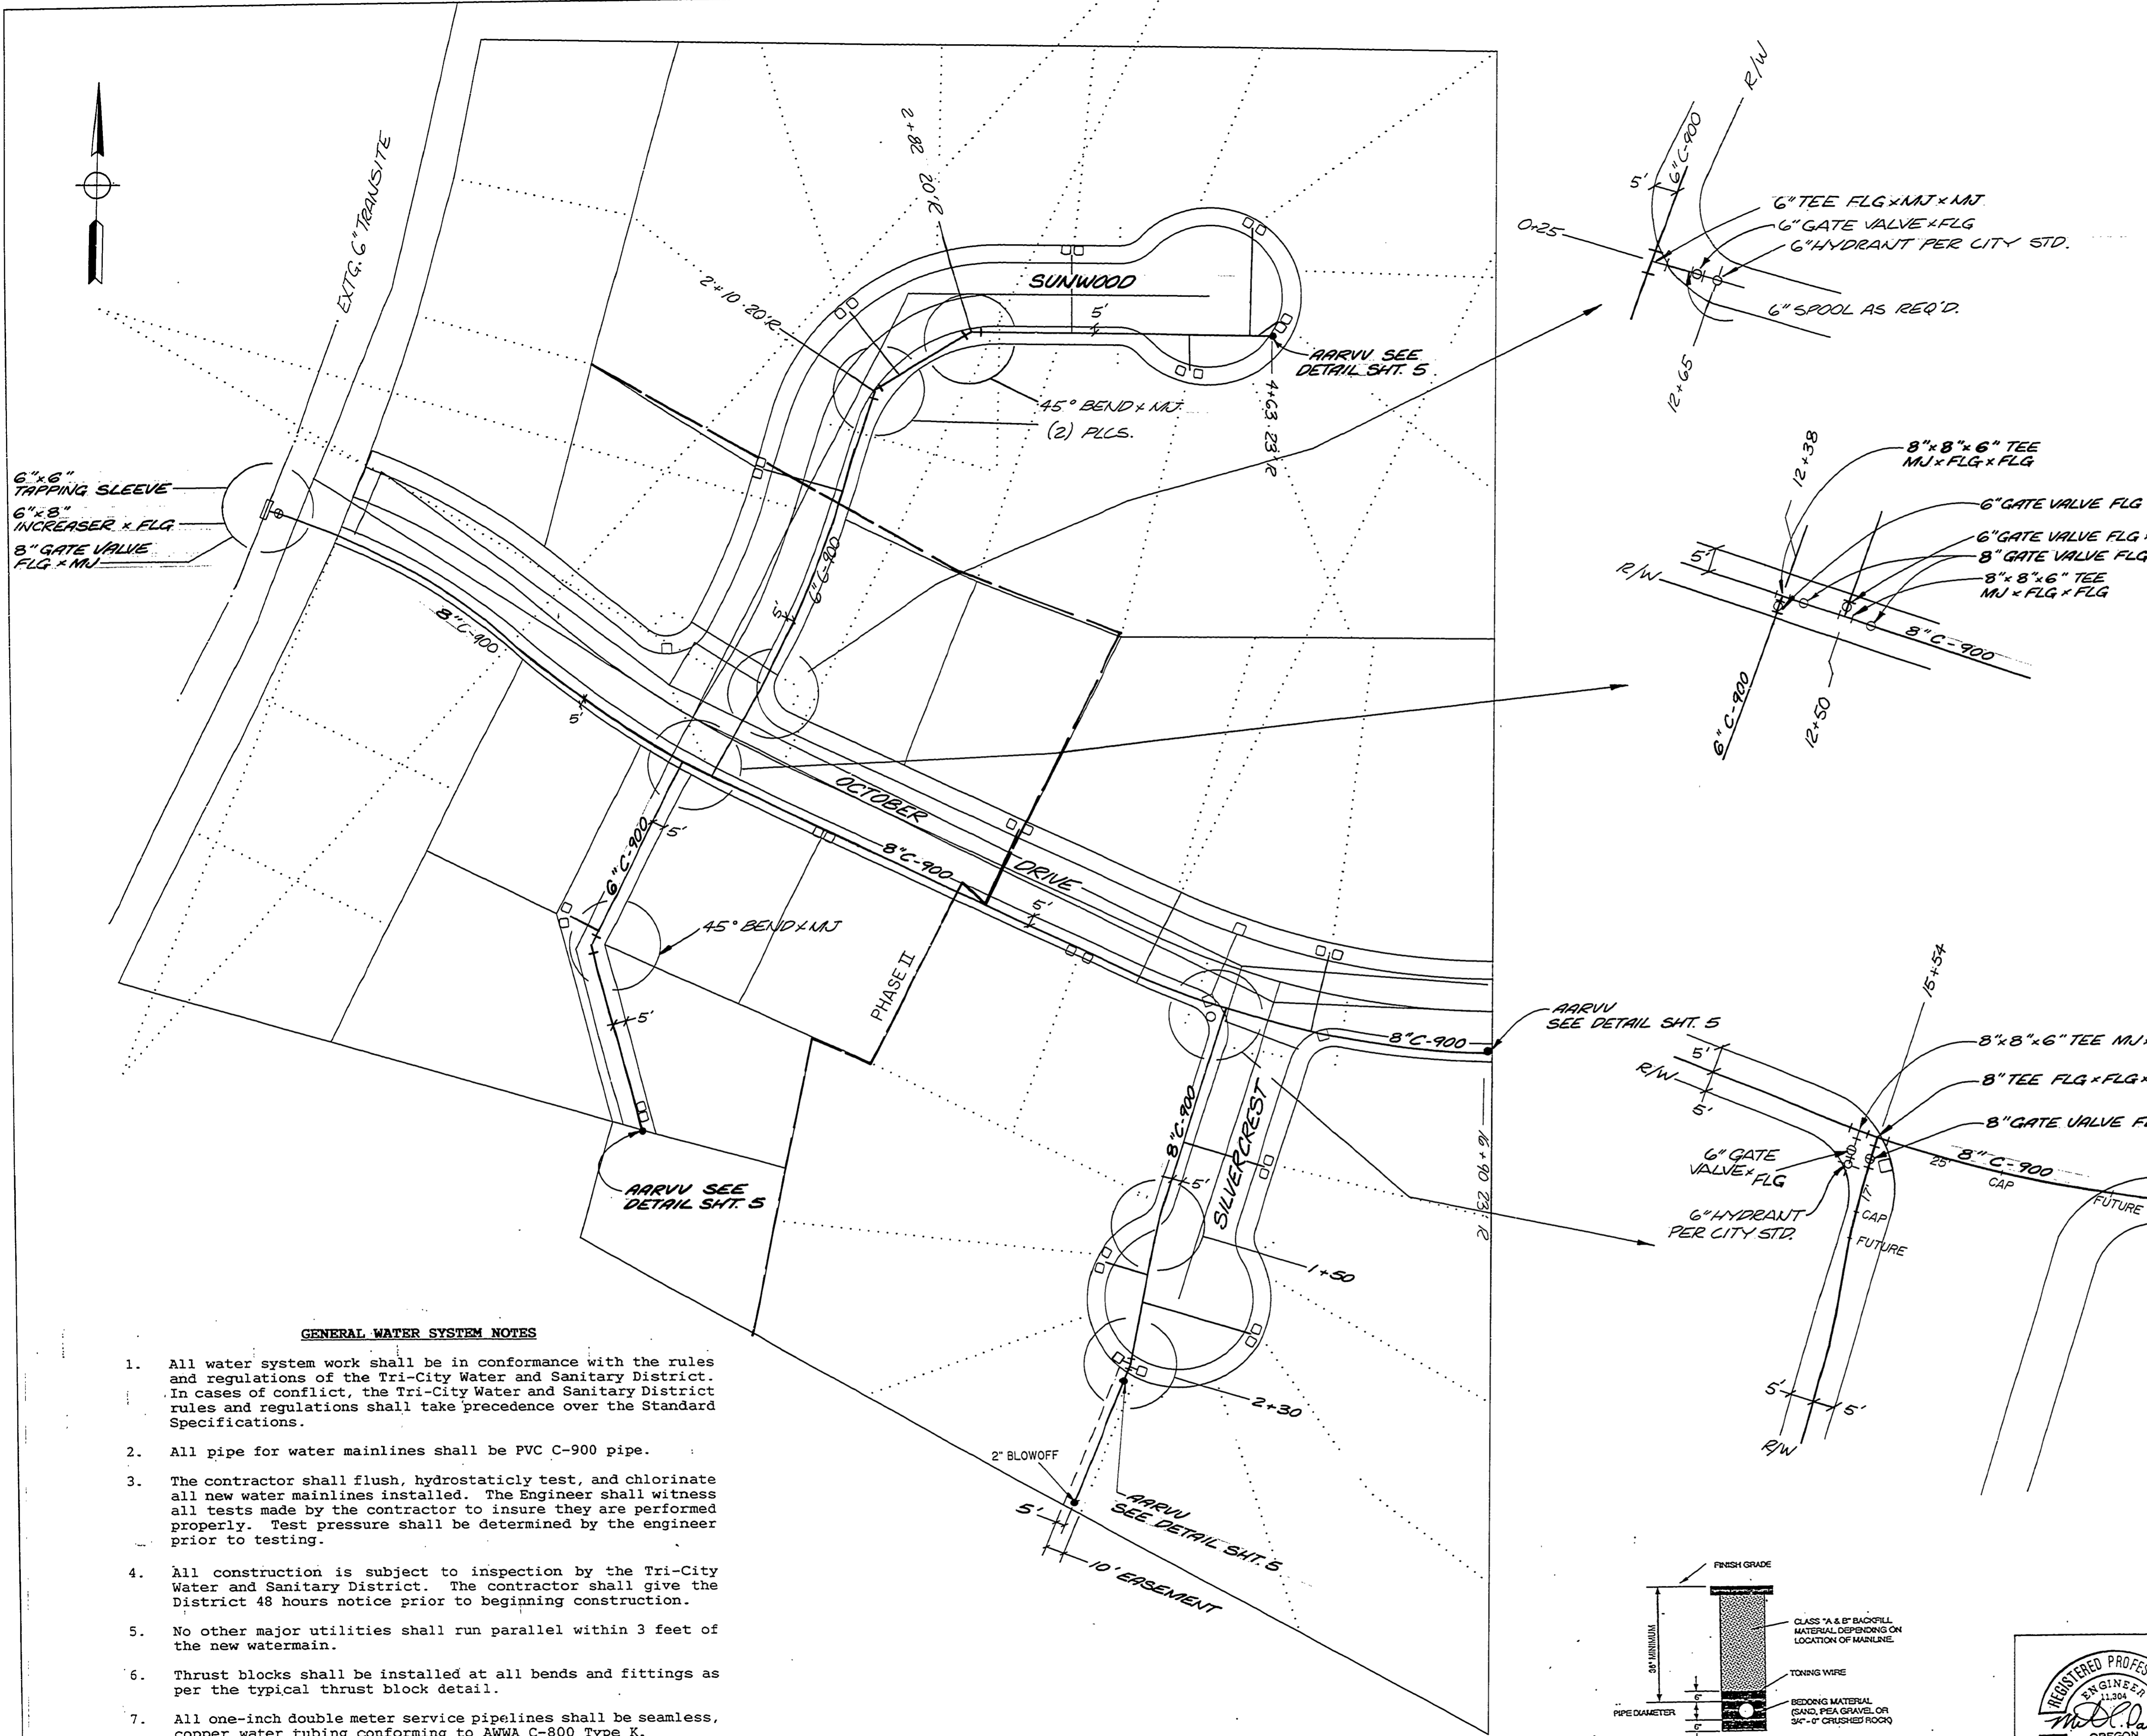 EXTG. 6" TRANSITE
2+82 20'R
2+10 20'R
SUNWOOD
5'
AARVV SEE
DETAIL SHT. 5
4+63 23'R
45° BEND x MJ
(2) PLCS.
6"x6"
TAPPING SLEEVE
6"x8"
INCREASER x FLG
8" GATE VALVE
FLG x MJ
8" C-900
5'
6" C-900
5'
OCTOBER
DRIVE
8" C-900
5'
6" C-900
5'
45° BEND x MJ
5'
PHASE II
AARVV SEE
DETAIL SHT. 5
8" C-900
AARVV
SEE DETAIL SHT. 5
16+90 23' R
8" C-900
5'
SILVERCREST
1+50
2+30
2" BLOWOFF
5'
10' EASEMENT
AARVV
SEE DETAIL SHT. 5
R/W
6" C-900
5'
0+25
6" TEE FLG x MJ x MJ
6" GATE VALVE x FLG
6" HYDRANT PER CITY STD.
6" SPOOL AS REQ'D.
12+65
12+38
8"x8"x6" TEE
MJ x FLG x FLG
6" GATE VALVE FLG
6" GATE VALVE FLG x
8" GATE VALVE FLG
8"x8"x6" TEE
MJ x FLG x FLG
5'
R/W
8" C-900
6" C-900
12+50
15+54
8"x8"x6" TEE MJ x
8" TEE FLG x FLG x
8" GATE VALVE
5'
R/W
5'
6" GATE
VALVE x
FLG
6" HYDRANT
PER CITY STD.
8" C-900
25'
CAP
FUTURE
17'
CAP
FUTURE
5'
5'
R/W
GENERAL WATER SYSTEM NOTES
1. All water system work shall be in conformance with the rules
and regulations of the Tri-City Water and Sanitary District.
In cases of conflict, the Tri-City Water and Sanitary District
rules and regulations shall take precedence over the Standard
Specifications.
2. All pipe for water mainlines shall be PVC C-900 pipe.
3. The contractor shall flush, hydrostaticly test, and chlorinate
all new water mainlines installed. The Engineer shall witness
all tests made by the contractor to insure they are performed
properly. Test pressure shall be determined by the engineer
prior to testing.
4. All construction is subject to inspection by the Tri-City
Water and Sanitary District. The contractor shall give the
District 48 hours notice prior to beginning construction.
5. No other major utilities shall run parallel within 3 feet of
the new watermain.
6. Thrust blocks shall be installed at all bends and fittings as
per the typical thrust block detail.
7. All one-inch double meter service pipelines shall be seamless,
copper water tubing conforming to AWWA C-800 Type K.
FINISH GRADE
36" MINIMUM
CLASS "A & B" BACKFILL
MATERIAL DEPENDING ON
LOCATION OF MAINLINE.
TONING WIRE
6"
PIPE DIAMETER
BEDDING MATERIAL
(SAND, PEA GRAVEL OR
3/4"-0" CRUSHED ROCK)
6"
REGISTERED
ENGINEER
11,304
OREGON